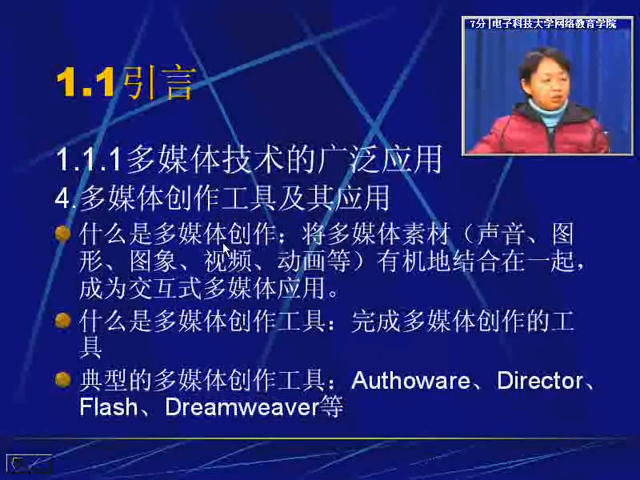 7分|电子科技大学网络教育学院
1.1引言
1.1.1多媒体技术的广泛应用
4.多媒体创作工具及其应用
什么是多媒体创作：将多媒体素材（声音、图
形、图象、视频、动画等）有机地结合在一起，
成为交互式多媒体应用。
什么是多媒体创作工具：完成多媒体创作的工
具
典型的多媒体创作工具：Authoware、Director、
Flash、Dreamweaver等